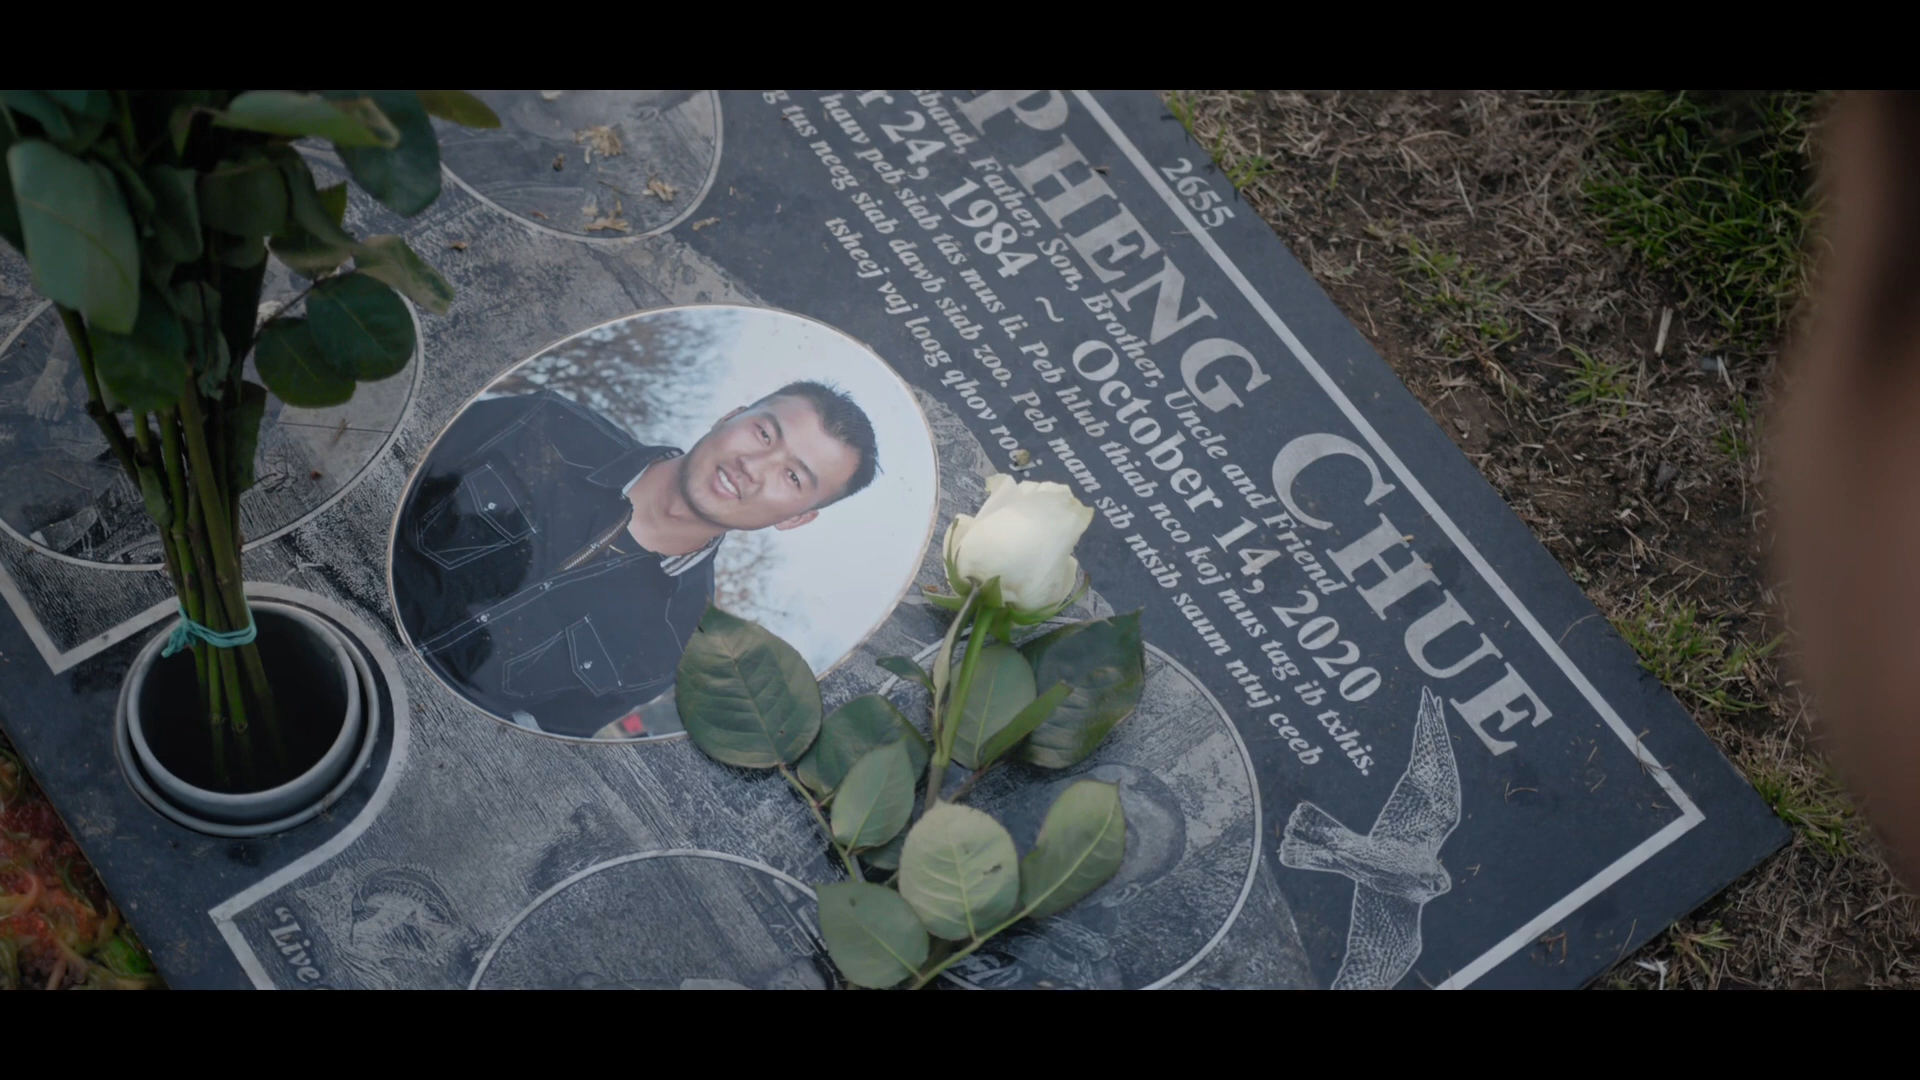 2655
PHENG CHUE
Father, Son, Brother, Uncle and Friend
24, 1984 ~ October 14, 2020
hauv peb siab tas mus li. Peb hlub thiab nco koj mus tag ib txhis.
tus neeg siab dawb siab zoo. Peb mam sib ntsib saum ntuj ceeb
tsheej vaj loog qhov
"Live